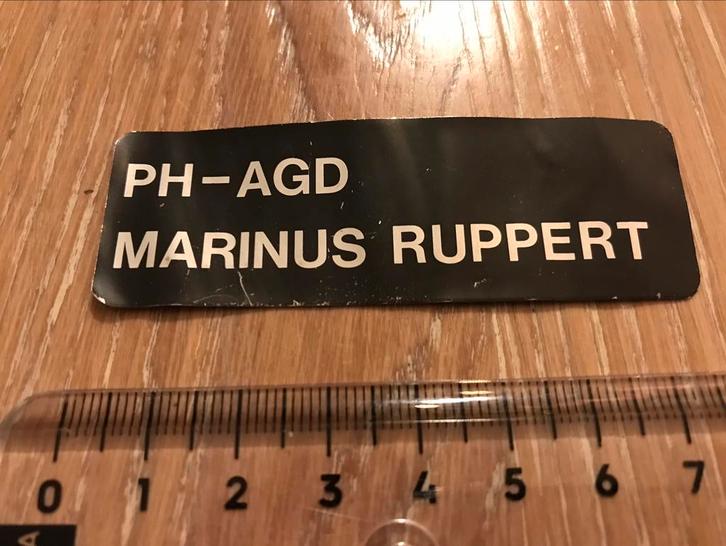 PH-AGD
MARINUS RUPPERT
0 1 2 3 4 5 6 7
A